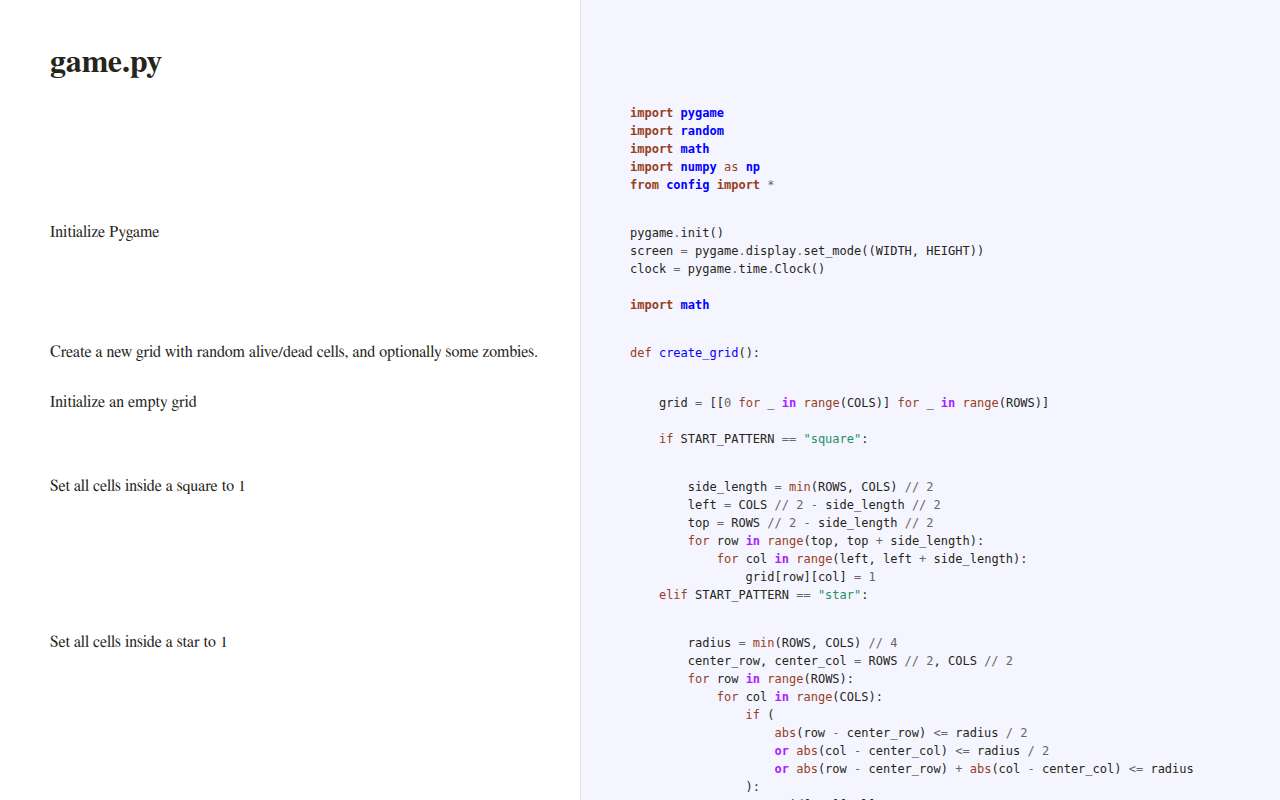 game.py
import pygame
import random
import math
import numpy as np
from config import *
Initialize Pygame
pygame.init()
screen = pygame.display.set_mode((WIDTH, HEIGHT))
clock = pygame.time.Clock()
import math
Create a new grid with random alive/dead cells, and optionally some zombies.
def create_grid():
Initialize an empty grid
grid = [[0 for _ in range(COLS)] for _ in range(ROWS)]
if START_PATTERN == "square":
Set all cells inside a square to 1
side_length = min(ROWS, COLS) // 2
left = COLS // 2 - side_length // 2
top = ROWS // 2 - side_length // 2
for row in range(top, top + side_length):
for col in range(left, left + side_length):
grid[row][col] = 1
elif START_PATTERN == "star":
Set all cells inside a star to 1
radius = min(ROWS, COLS) // 4
center_row, center_col = ROWS // 2, COLS // 2
for row in range(ROWS):
for col in range(COLS):
if (
abs(row - center_row) <= radius / 2
or abs(col - center_col) <= radius / 2
or abs(row - center_row) + abs(col - center_col) <= radius
):